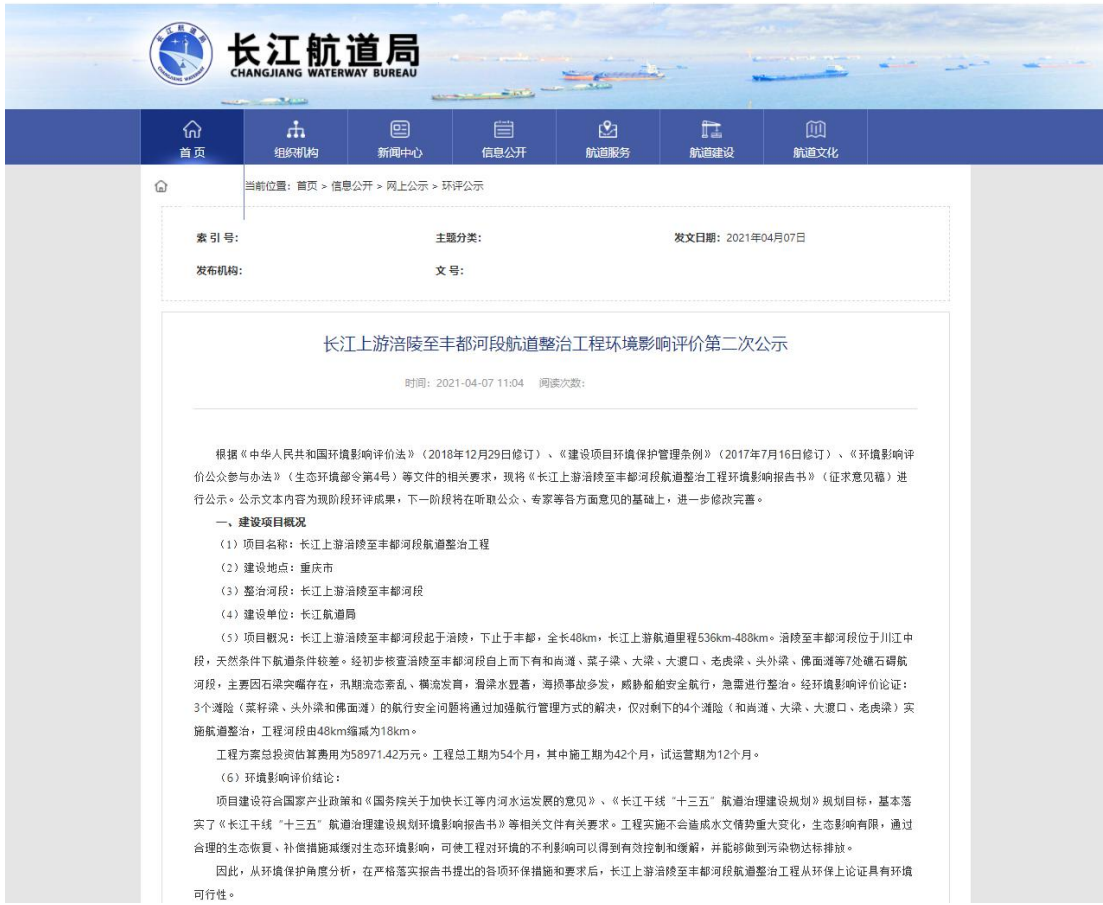 长江航道局
CHANGJIANG WATERWAY BUREAU
首页 组织机构 新闻中心 信息公开 航道服务 航道建设 航道文化
当前位置：首页 > 信息公开 > 网上公示 > 环评公示
索 引 号： 主题分类： 发文日期：2021年04月07日
发布机构： 文 号：
长江上游涪陵至丰都河段航道整治工程环境影响评价第二次公示
时间：2021-04-07 11:04 阅读次数：
根据《中华人民共和国环境影响评价法》（2018年12月29日修订）、《建设项目环境保护管理条例》（2017年7月16日修订）、《环境影响评
价公众参与办法》（生态环境部令第4号）等文件的相关要求，现将《长江上游涪陵至丰都河段航道整治工程环境影响报告书》（征求意见稿）进
行公示。公示文本内容为现阶段环评成果，下一阶段将在听取公众、专家等各方面意见的基础上，进一步修改完善。
一、建设项目概况
（1）项目名称：长江上游涪陵至丰都河段航道整治工程
（2）建设地点：重庆市
（3）整治河段：长江上游涪陵至丰都河段
（4）建设单位：长江航道局
（5）项目概况：长江上游涪陵至丰都河段起于涪陵，下止于丰都，全长48km，长江上游航道里程536km-488km。涪陵至丰都河段位于川江中
段，天然条件下航道条件较差。经初步核查涪陵至丰都河段自上而下有和尚滩、菜子梁、大梁、大渡口、老虎梁、头外梁、佛面滩等7处礁石碍航
河段，主要因石梁突嘴存在，汛期流态紊乱、横流发育，滑梁水显著，海损事故多发，威胁船舶安全航行，急需进行整治。经环境影响评价论证：
3个滩险（菜籽梁、头外梁和佛面滩）的航行安全问题将通过加强航行管理方式的解决，仅对剩下的4个滩险（和尚滩、大梁、大渡口、老虎梁）实
施航道整治，工程河段由48km缩减为18km。
工程方案总投资估算费用为58971.42万元。工程总工期为54个月，其中施工期为42个月，试运营期为12个月。
（6）环境影响评价结论：
项目建设符合国家产业政策和《国务院关于加快长江等内河水运发展的意见》、《长江干线“十三五”航道治理建设规划》规划目标，基本落
实了《长江干线“十三五”航道治理建设规划环境影响报告书》等相关文件有关要求。工程实施不会造成水文情势重大变化，生态影响有限，通过
合理的生态恢复、补偿措施减缓对生态环境影响，可使工程对环境的不利影响可以得到有效控制和缓解，并能够做到污染物达标排放。
因此，从环境保护角度分析，在严格落实报告书提出的各项环保措施和要求后，长江上游涪陵至丰都河段航道整治工程从环保上论证具有环境
可行性。